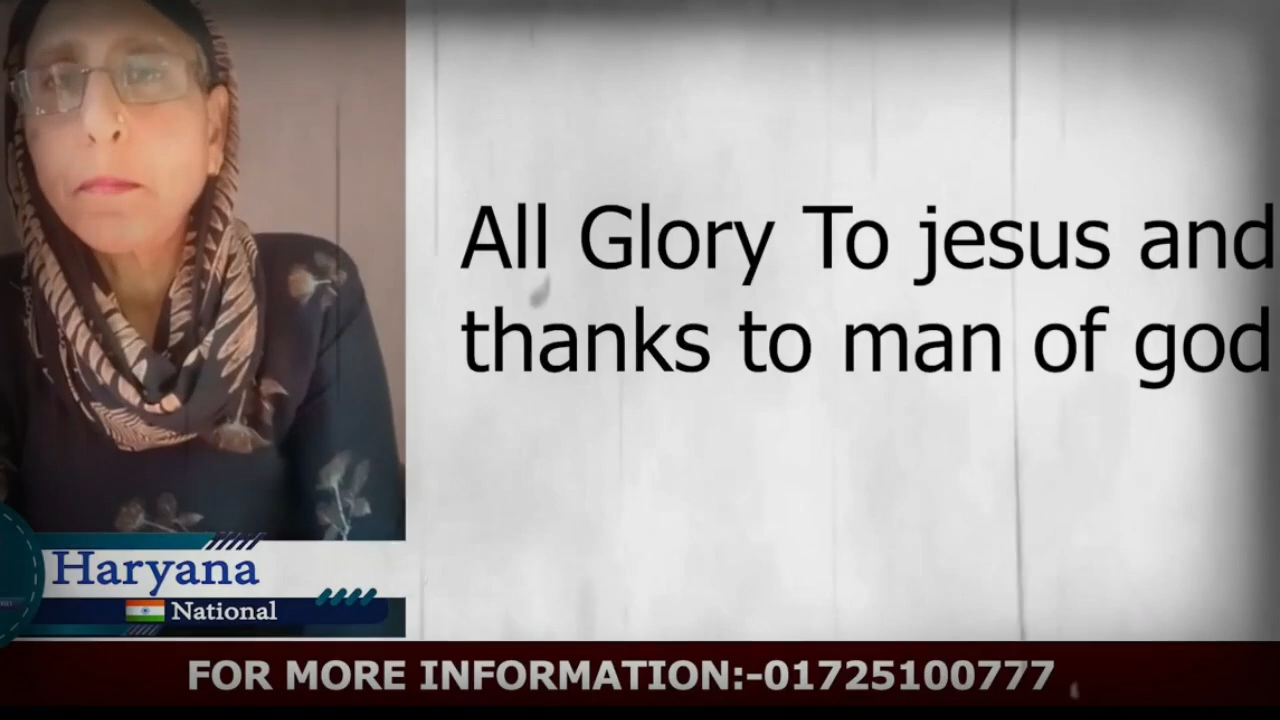 All Glory To jesus and
thanks to man of god
Haryana
National
FOR MORE INFORMATION:-01725100777